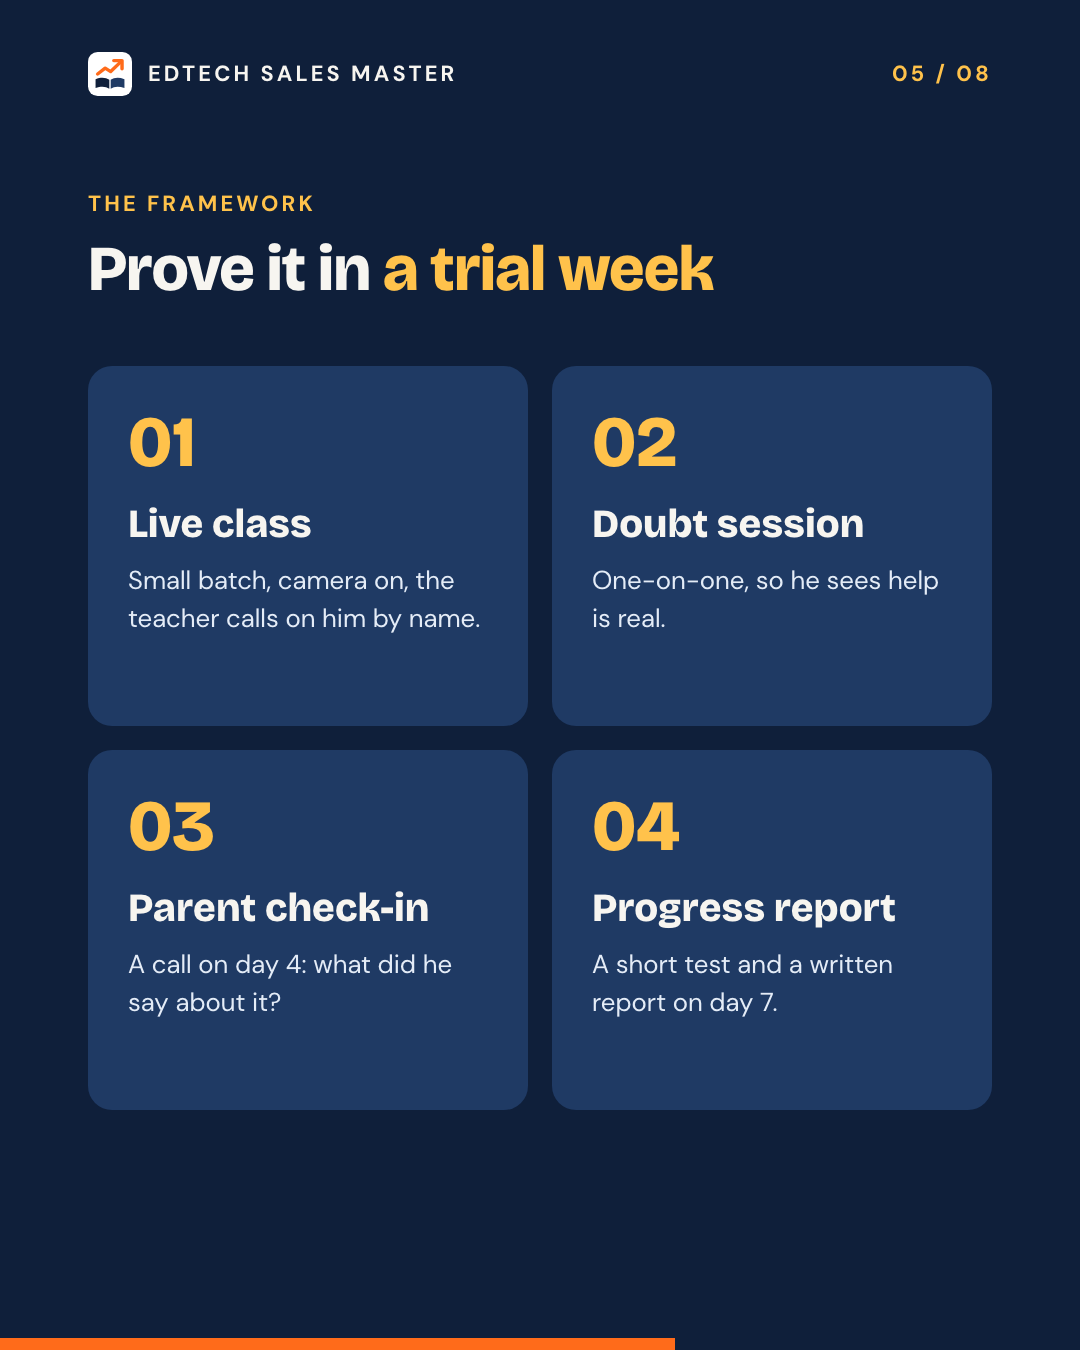 EDTECH SALES MASTER
05 / 08
THE FRAMEWORK
Prove it in a trial week
01
Live class
Small batch, camera on, the
teacher calls on him by name.
02
Doubt session
One-on-one, so he sees help
is real.
03
Parent check-in
A call on day 4: what did he
say about it?
04
Progress report
A short test and a written
report on day 7.